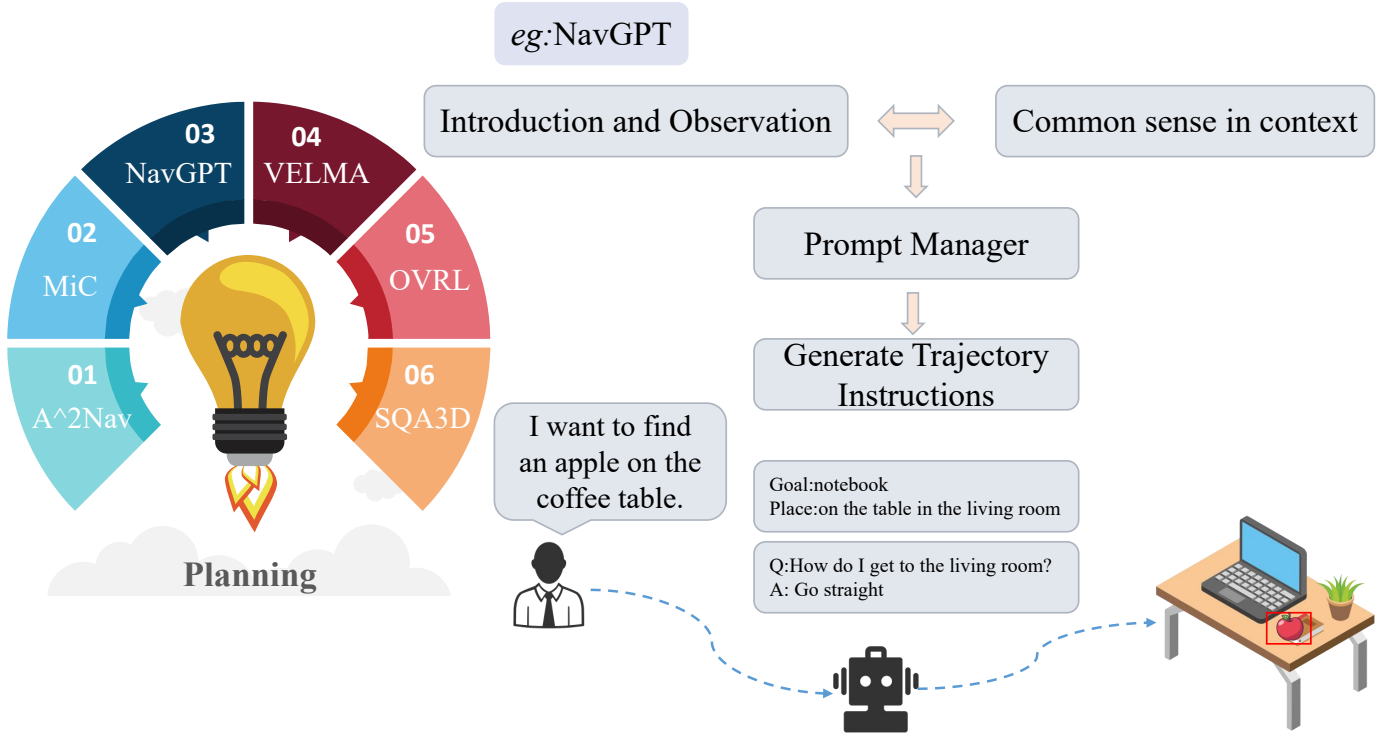 eg:NavGPT
Introduction and Observation
Common sense in context
Prompt Manager
Generate Trajectory
Instructions
01
A^2Nav
02
MiC
03
NavGPT
04
VELMA
05
OVRL
06
SQA3D
Planning
I want to find
an apple on the
coffee table.
Goal:notebook
Place:on the table in the living room
Q:How do I get to the living room?
A: Go straight